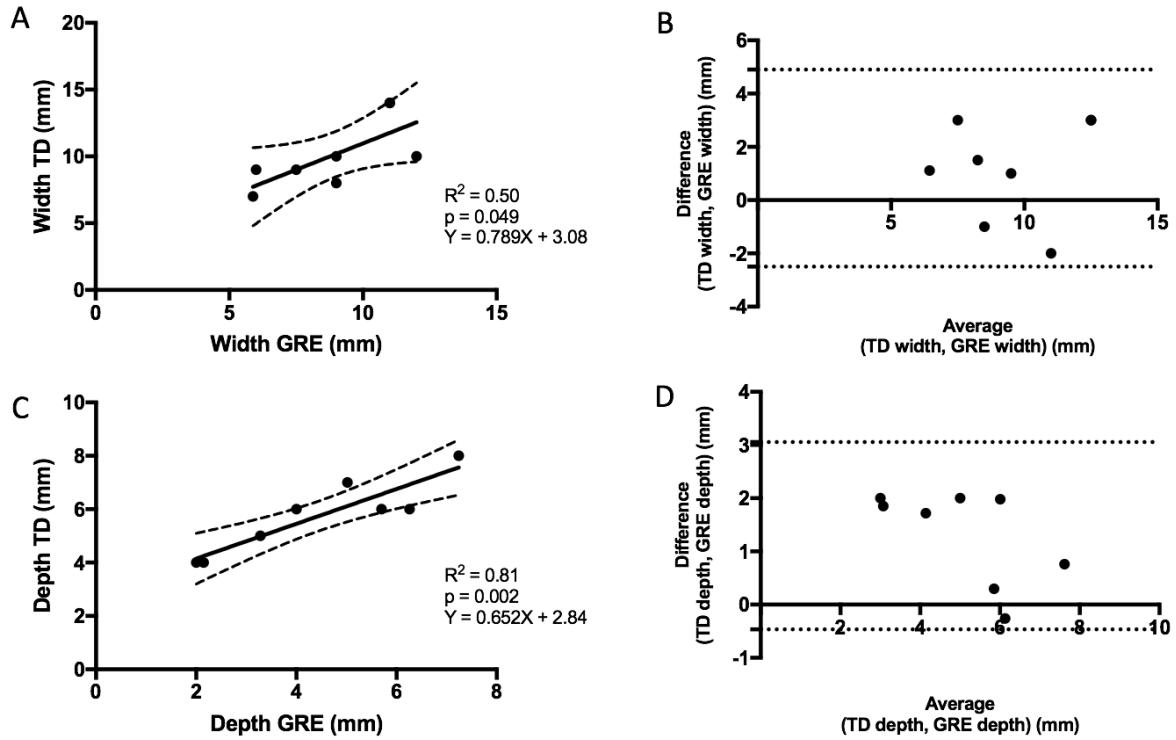 A
20
15
10
5
0
0
5
10
15
Width TD (mm)
Width GRE (mm)
R² = 0.50
p = 0.049
Y = 0.789X + 3.08
B
6
4
2
0
-2
-4
5
10
15
Difference
(TD width, GRE width) (mm)
Average
(TD width, GRE width) (mm)
C
10
8
6
4
2
0
0
2
4
6
8
Depth TD (mm)
Depth GRE (mm)
R² = 0.81
p = 0.002
Y = 0.652X + 2.84
D
4
3
2
1
0
-1
2
4
6
8
10
Difference
(TD depth, GRE depth) (mm)
Average
(TD depth, GRE depth) (mm)